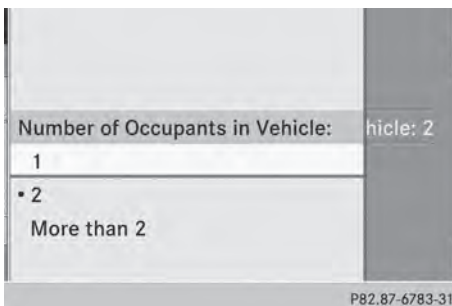 Number of Occupants in Vehicle:
hicle: 2
1
• 2
More than 2
P82.87-6783-31